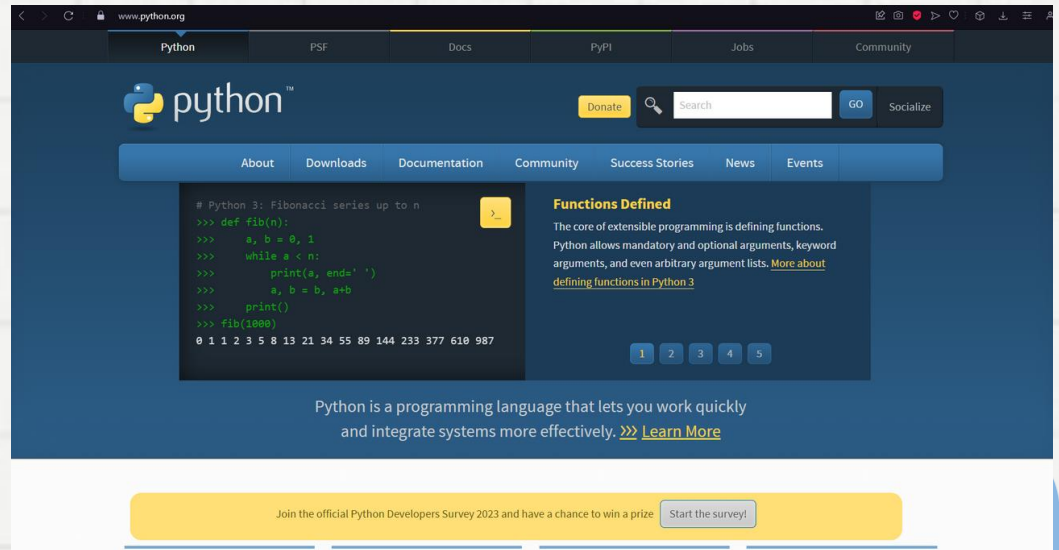 www.python.org
Python PSF Docs PyPI Jobs Community
python™
Donate Search GO Socialize
About Downloads Documentation Community Success Stories News Events
# Python 3: Fibonacci series up to n
>>> def fib(n):
>>>     a, b = 0, 1
>>>     while a < n:
>>>         print(a, end=' ')
>>>         a, b = b, a+b
>>>     print()
>>> fib(1000)
0 1 1 2 3 5 8 13 21 34 55 89 144 233 377 610 987
>_
Functions Defined
The core of extensible programming is defining functions.
Python allows mandatory and optional arguments, keyword
arguments, and even arbitrary argument lists. More about
defining functions in Python 3
1 2 3 4 5
Python is a programming language that lets you work quickly
and integrate systems more effectively. >>> Learn More
Join the official Python Developers Survey 2023 and have a chance to win a prize Start the survey!